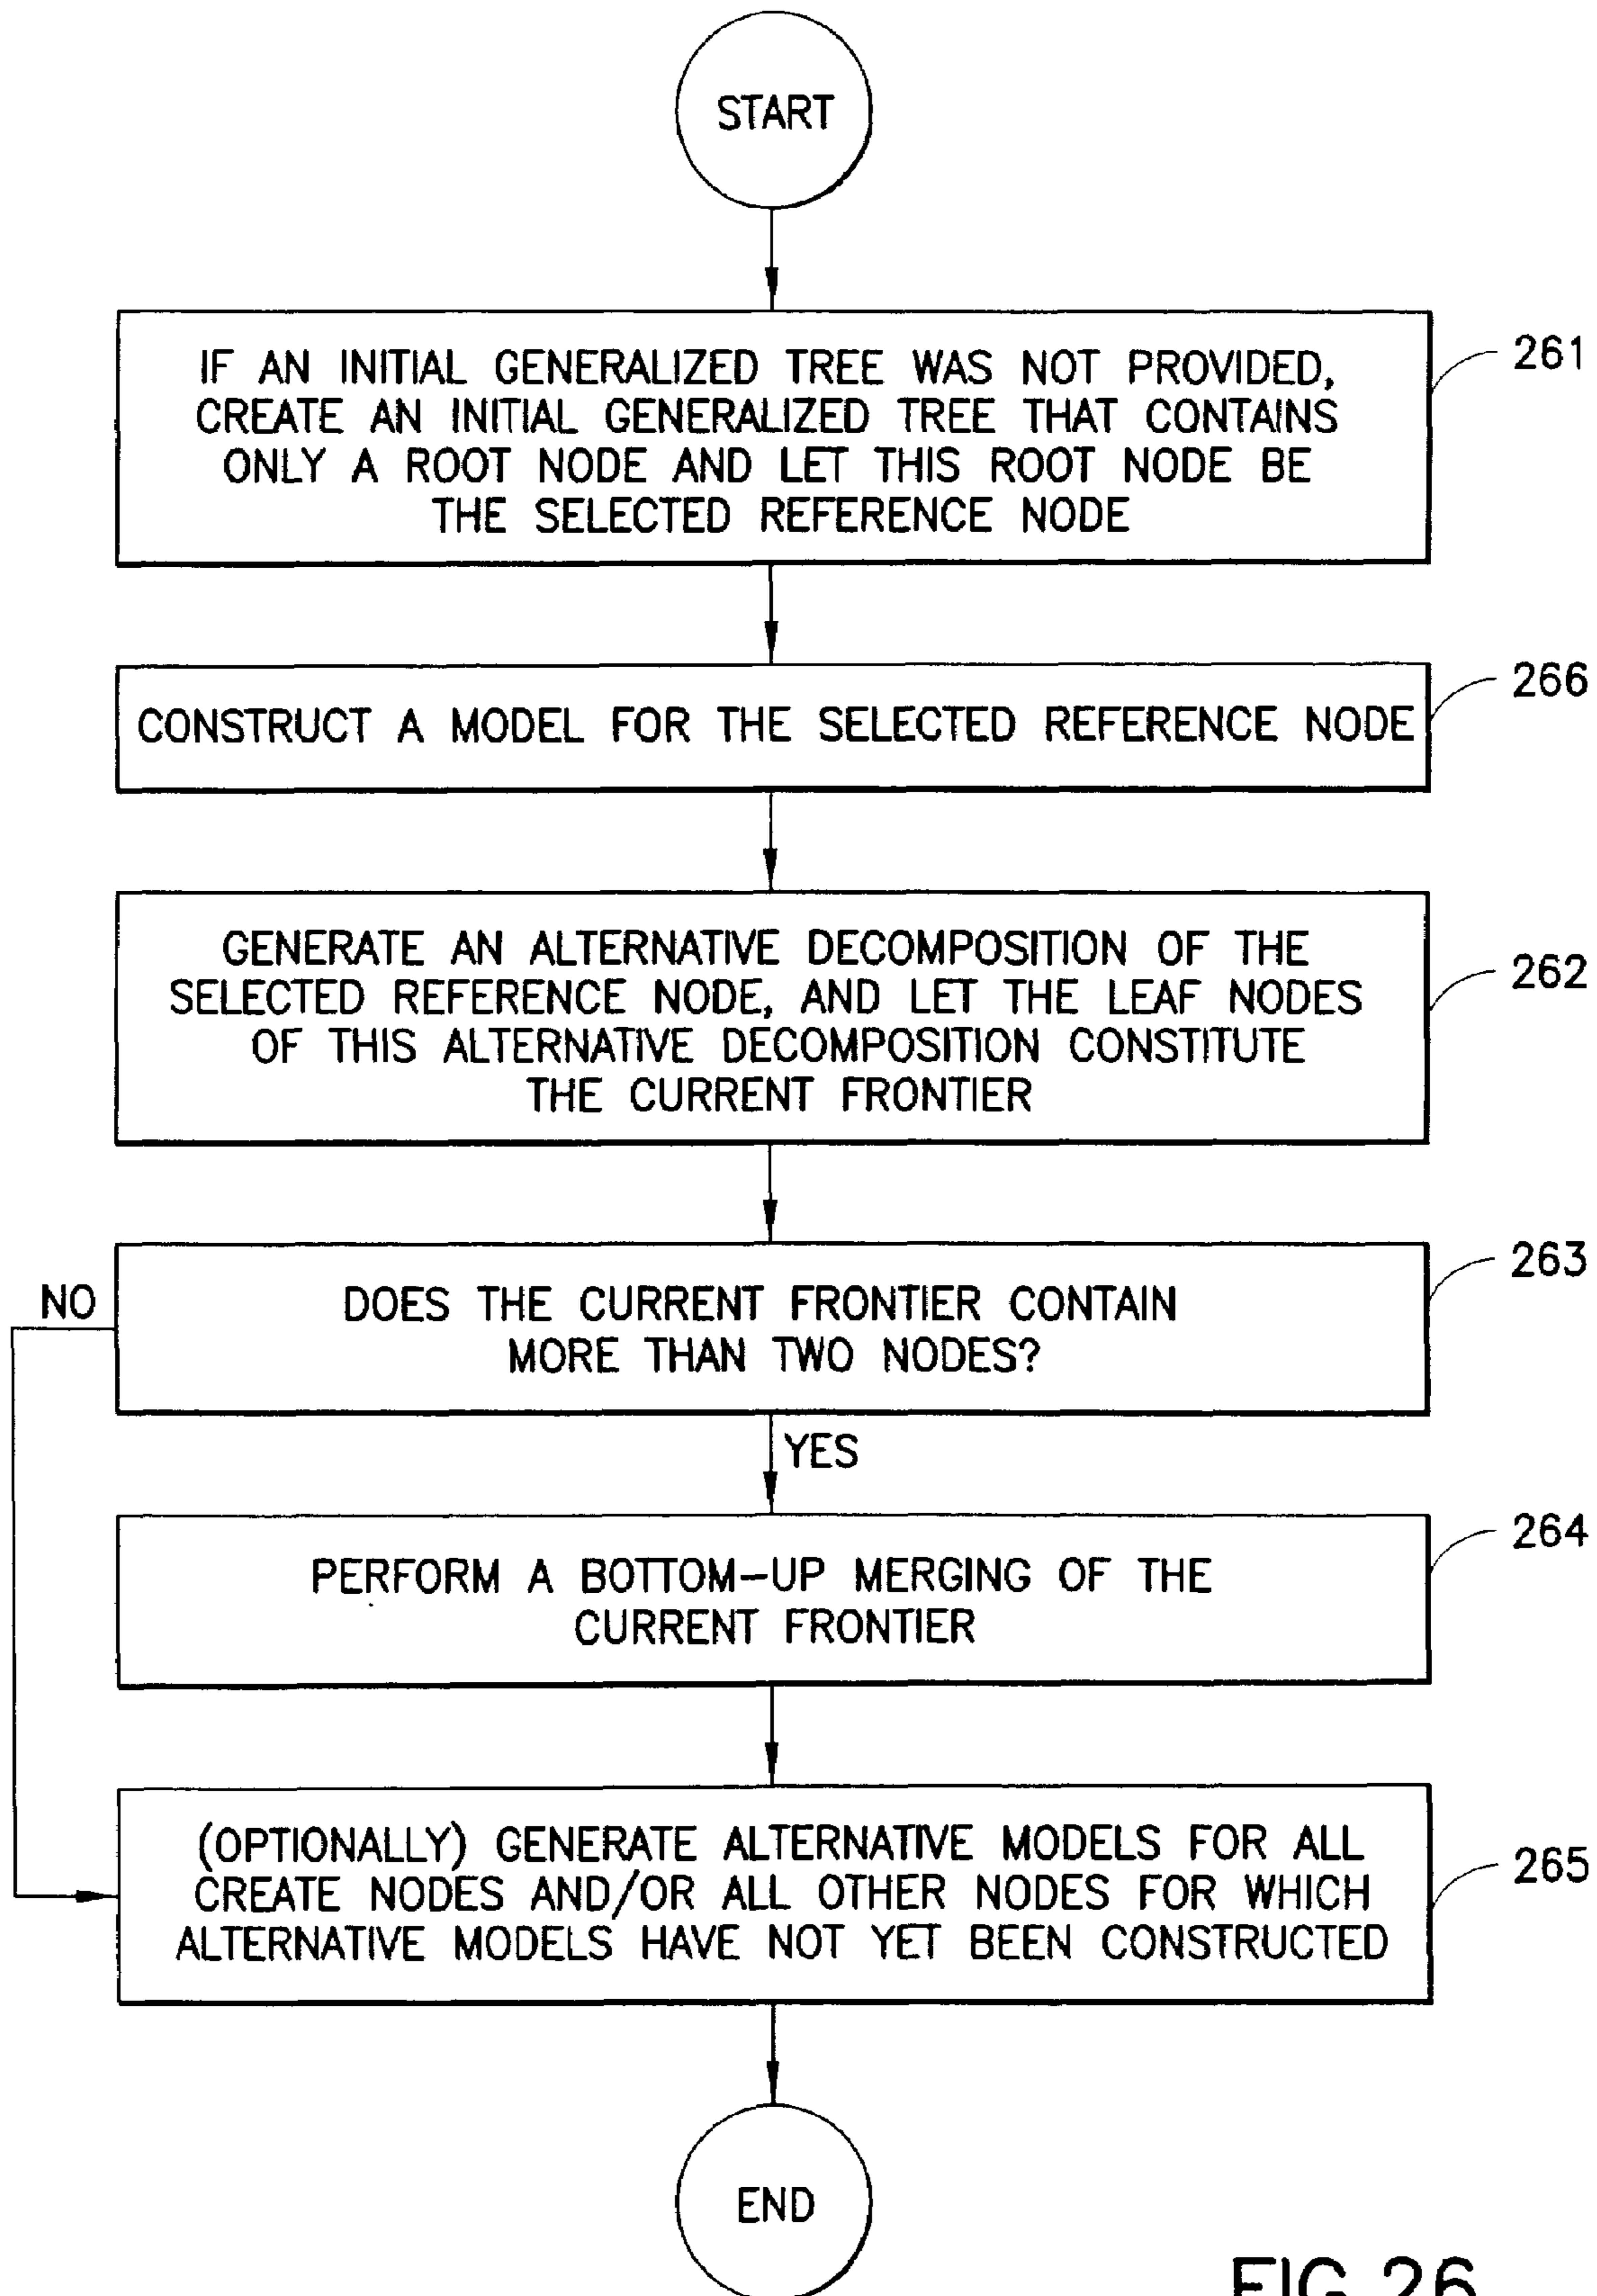 START
IF AN INITIAL GENERALIZED TREE WAS NOT PROVIDED,
CREATE AN INITIAL GENERALIZED TREE THAT CONTAINS
ONLY A ROOT NODE AND LET THIS ROOT NODE BE
THE SELECTED REFERENCE NODE
261
CONSTRUCT A MODEL FOR THE SELECTED REFERENCE NODE
266
GENERATE AN ALTERNATIVE DECOMPOSITION OF THE
SELECTED REFERENCE NODE, AND LET THE LEAF NODES
OF THIS ALTERNATIVE DECOMPOSITION CONSTITUTE
THE CURRENT FRONTIER
262
DOES THE CURRENT FRONTIER CONTAIN
MORE THAN TWO NODES?
263
NO
YES
PERFORM A BOTTOM-UP MERGING OF THE
CURRENT FRONTIER
264
(OPTIONALLY) GENERATE ALTERNATIVE MODELS FOR ALL
CREATE NODES AND/OR ALL OTHER NODES FOR WHICH
ALTERNATIVE MODELS HAVE NOT YET BEEN CONSTRUCTED
265
END
FIG.26